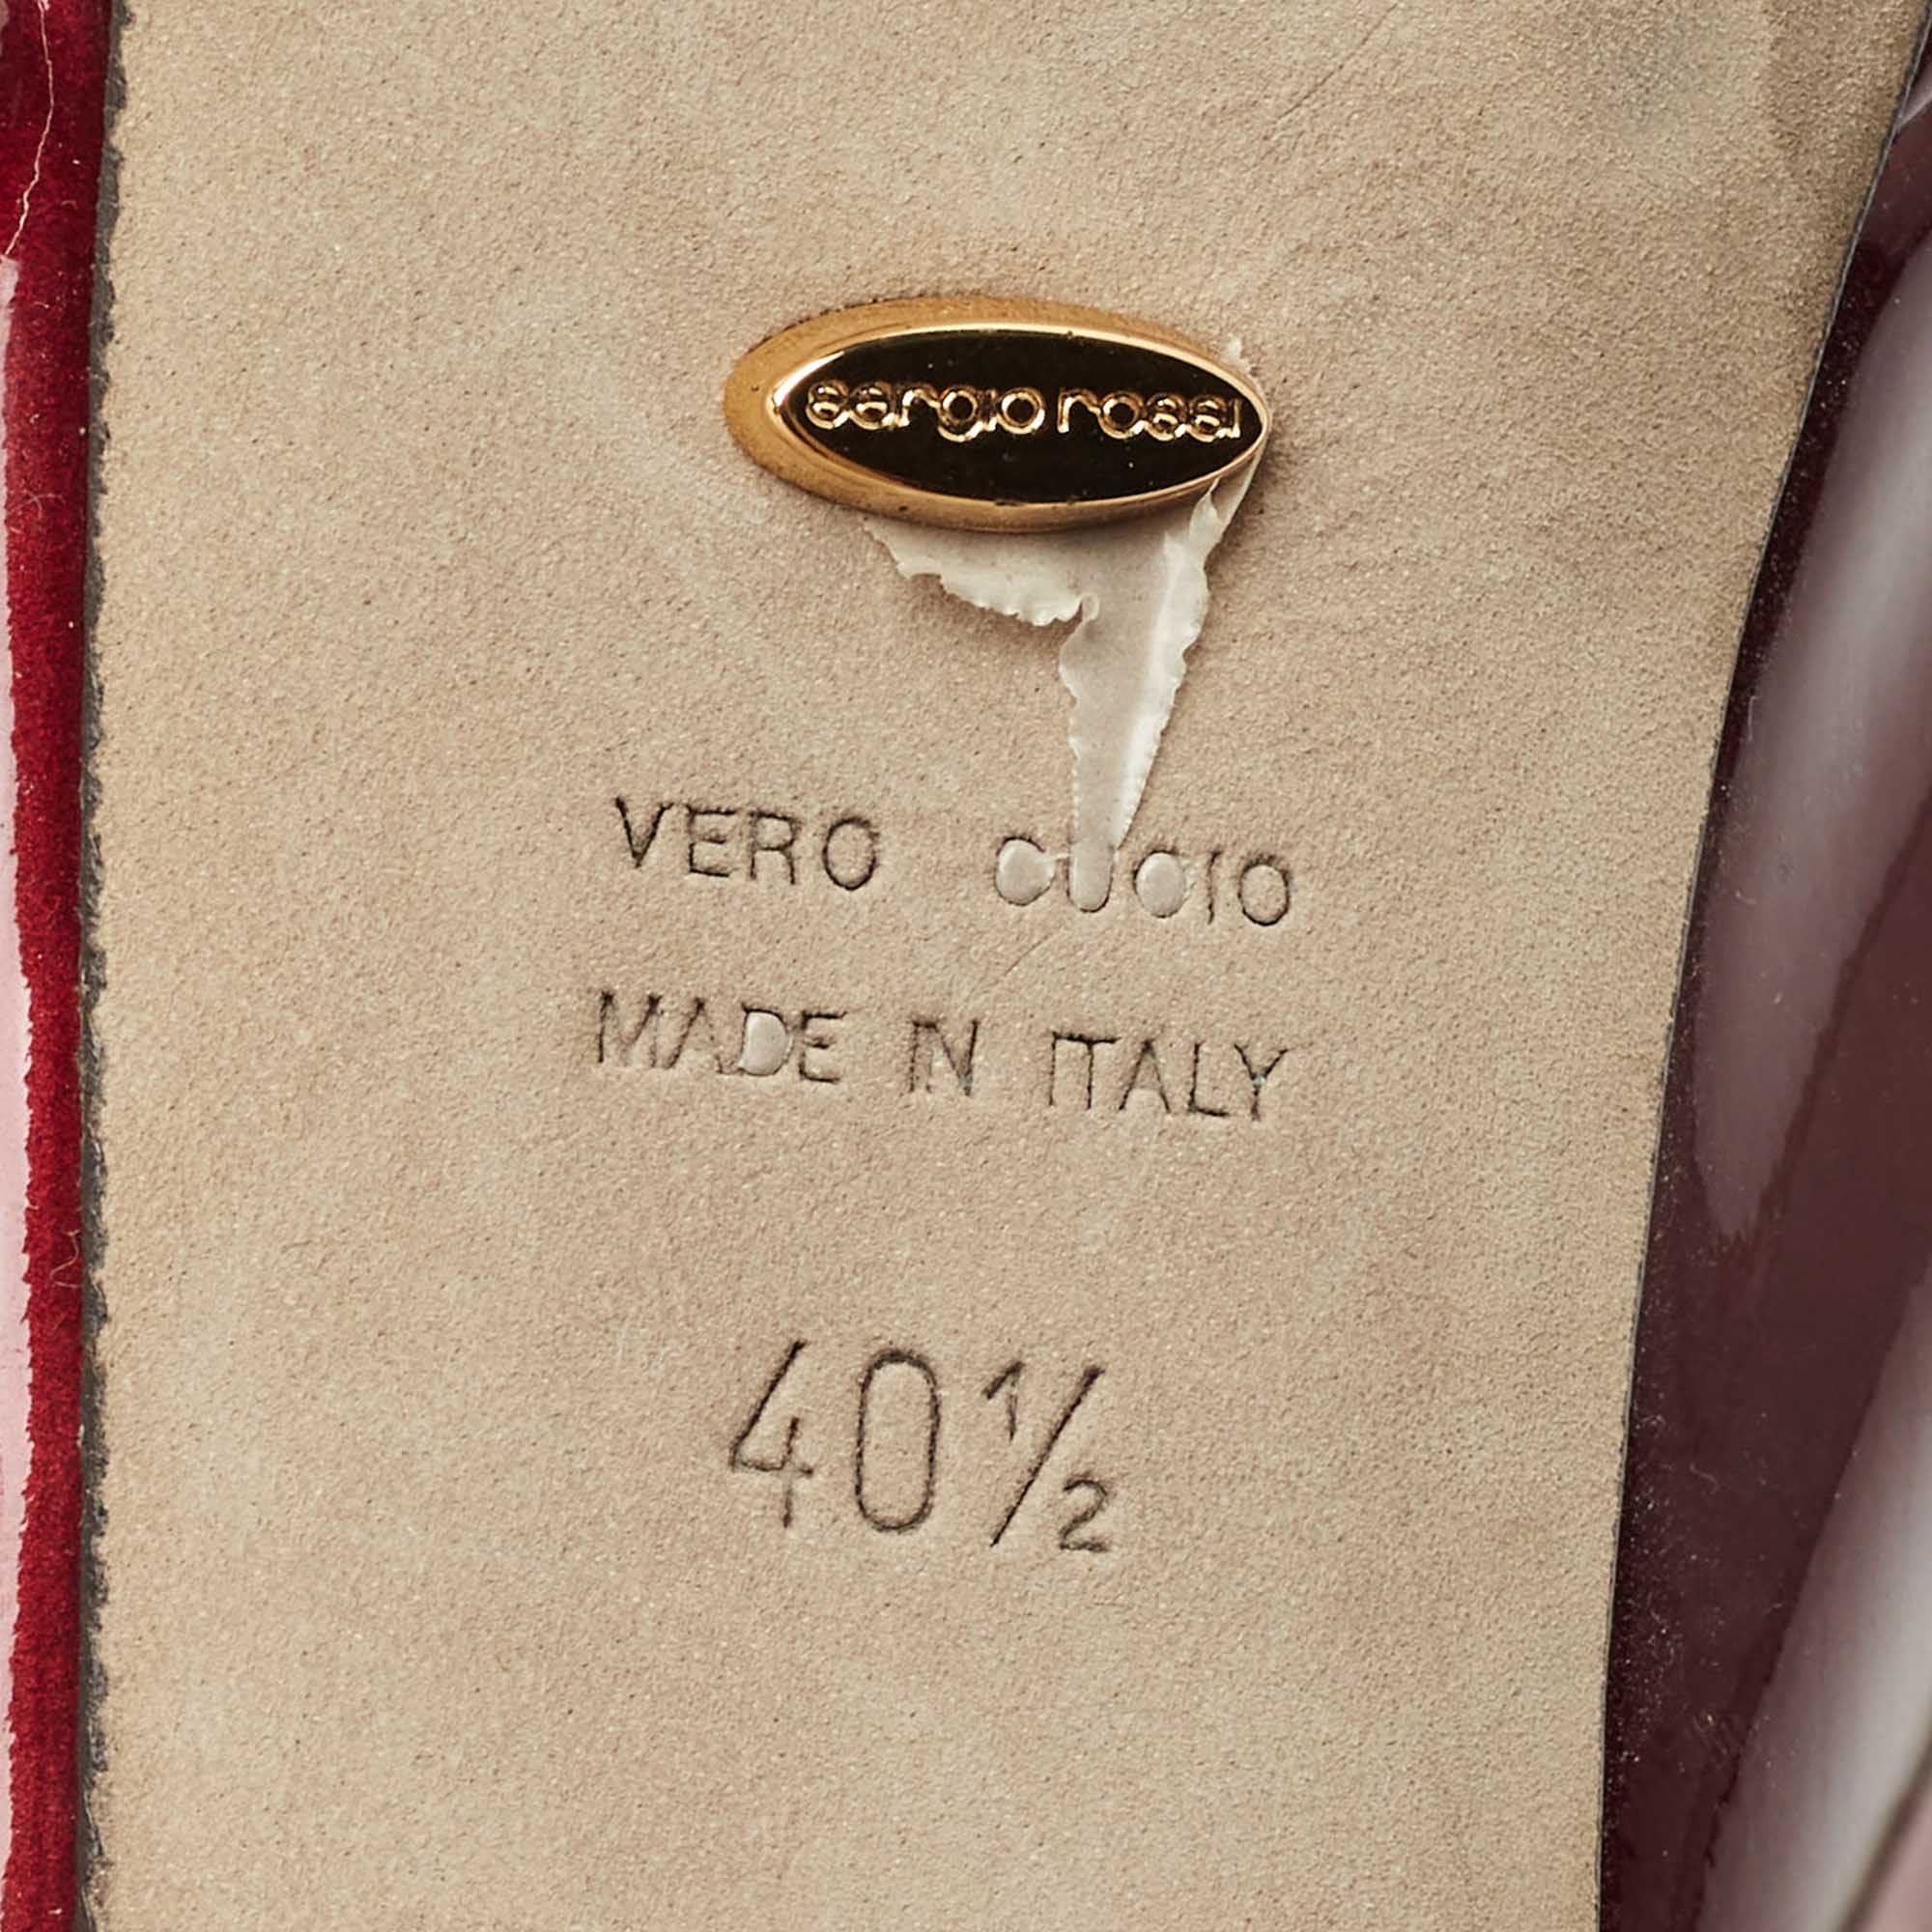 sergio rossi
VERO CUOIO
MADE IN ITALY
40½